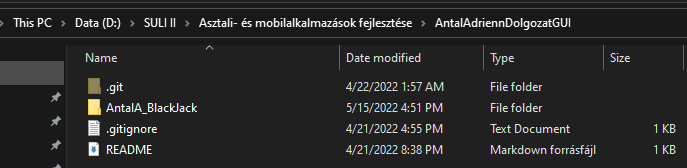 This PC > Data (D:) > SULI II > Asztali- és mobilalkalmazások fejlesztése > AntalAdriennDolgozatGUI
Name Date modified Type Size
.git 4/22/2022 1:57 AM File folder
AntalA_BlackJack 5/15/2022 4:51 PM File folder
.gitignore 4/21/2022 4:55 PM Text Document 1 KB
README 4/21/2022 8:38 PM Markdown forrásfájl 1 KB